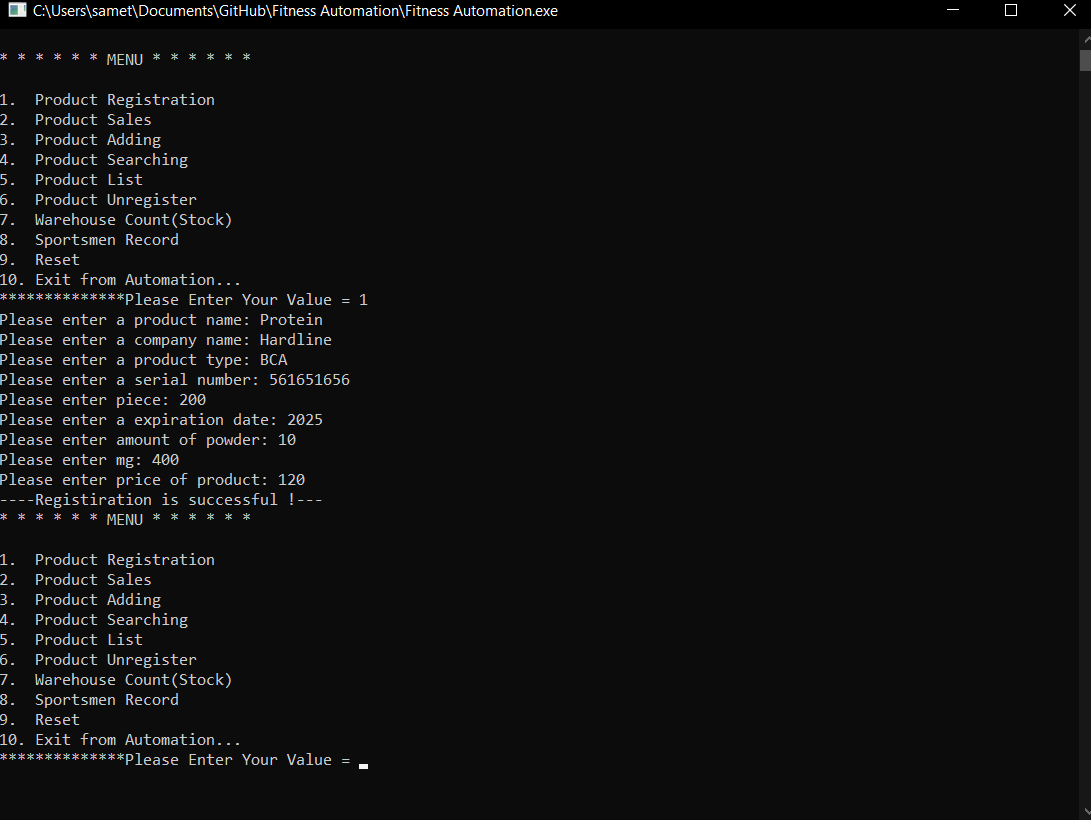 C:\Users\samet\Documents\GitHub\Fitness Automation\Fitness Automation.exe
* * * * * * MENU * * * * * *
1.  Product Registration
2.  Product Sales
3.  Product Adding
4.  Product Searching
5.  Product List
6.  Product Unregister
7.  Warehouse Count(Stock)
8.  Sportsmen Record
9.  Reset
10. Exit from Automation...
**************Please Enter Your Value = 1
Please enter a product name: Protein
Please enter a company name: Hardline
Please enter a product type: BCA
Please enter a serial number: 561651656
Please enter piece: 200
Please enter a expiration date: 2025
Please enter amount of powder: 10
Please enter mg: 400
Please enter price of product: 120
----Registiration is successful !---
* * * * * * MENU * * * * * *
1.  Product Registration
2.  Product Sales
3.  Product Adding
4.  Product Searching
5.  Product List
6.  Product Unregister
7.  Warehouse Count(Stock)
8.  Sportsmen Record
9.  Reset
10. Exit from Automation...
**************Please Enter Your Value =